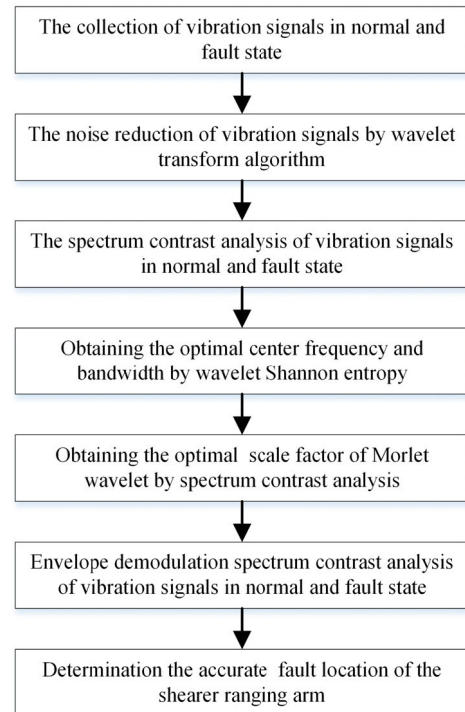 The collection of vibration signals in normal and
fault state
The noise reduction of vibration signals by wavelet
transform algorithm
The spectrum contrast analysis of vibration signals
in normal and fault state
Obtaining the optimal center frequency and
bandwidth by wavelet Shannon entropy
Obtaining the optimal scale factor of Morlet
wavelet by spectrum contrast analysis
Envelope demodulation spectrum contrast analysis
of vibration signals in normal and fault state
Determination the accurate fault location of the
shearer ranging arm